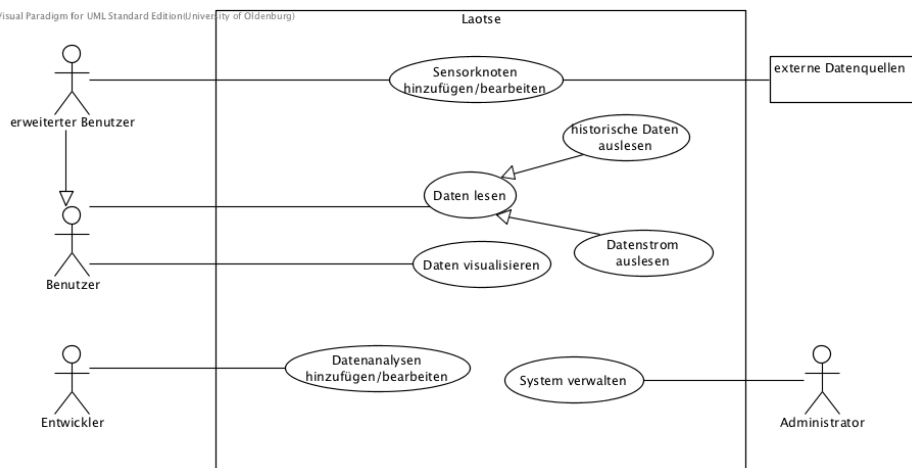 Visual Paradigm for UML Standard Edition(University of Oldenburg)
Laotse
Sensorknoten
hinzufügen/bearbeiten
externe Datenquellen
erweiterter Benutzer
historische Daten
auslesen
Daten lesen
Datenstrom
auslesen
Daten visualisieren
Benutzer
Datenanalysen
hinzufügen/bearbeiten
System verwalten
Entwickler
Administrator